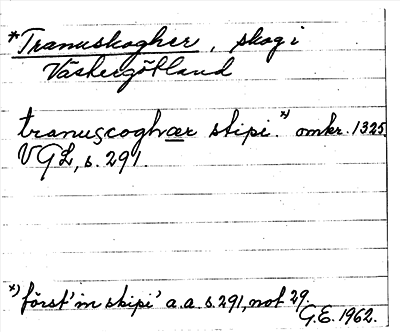 *Tranuskogher, skog i
Västergötland
tranuscoghær skipi. *) omkr. 1325.
VGL, s. 291.
*) först 'in skipi' a.a. s. 291, not 29.
G.E. 1962.